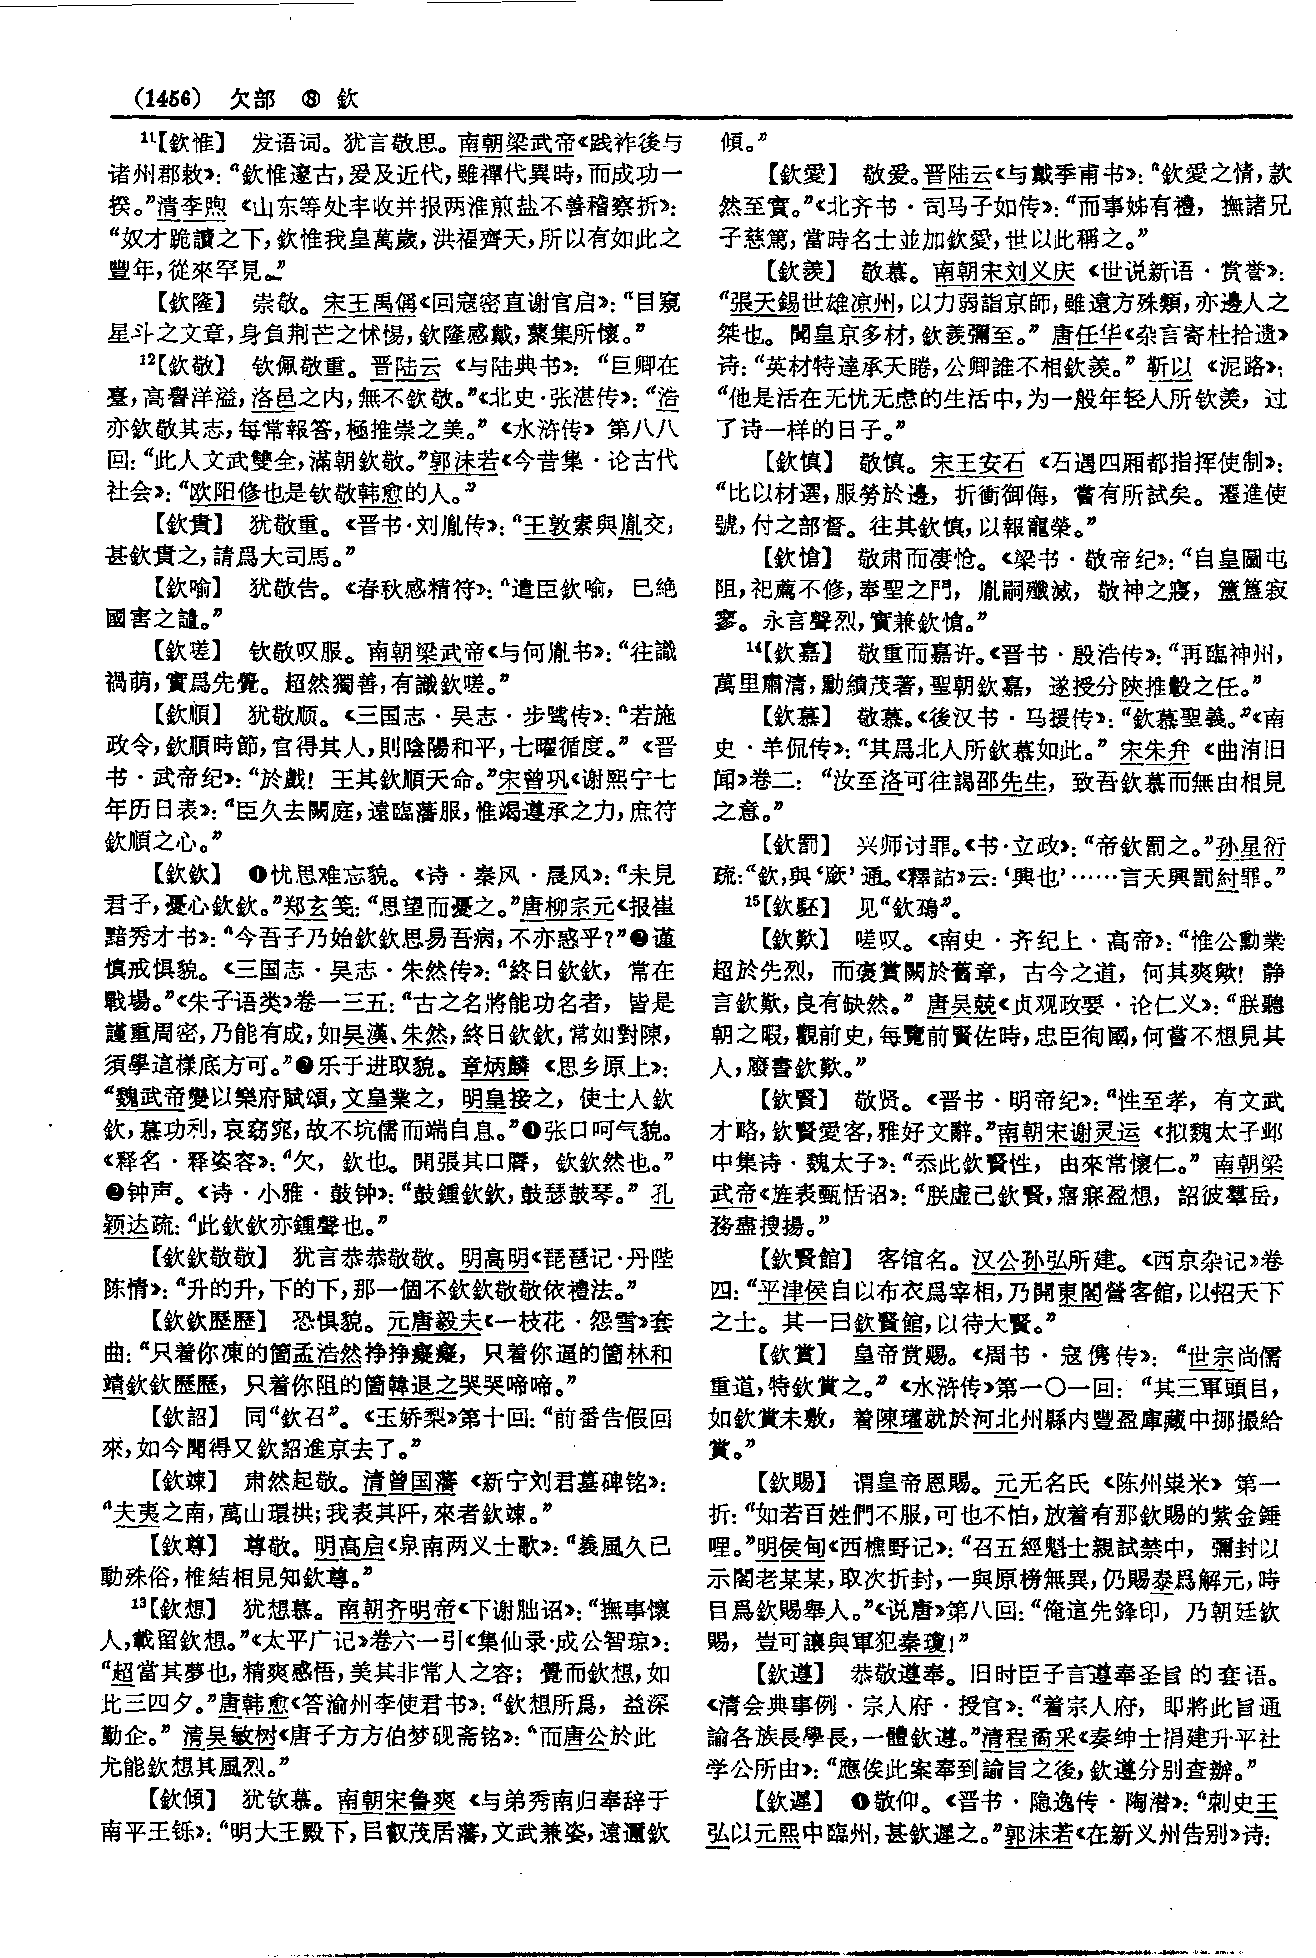 （1456） 欠部 ⑧ 欽
¹¹【欽惟】 发语词。犹言敬思。南朝梁武帝《践祚後与
诸州郡敕》：“欽惟邃古，爰及近代，雖禪代異時，而成功一
揆。”清李煦《山东等处丰收并报两淮煎盐不善稽察折》：
“奴才跪讀之下，欽惟我皇萬歲，洪福齊天，所以有如此之
豐年，從來罕見。”
【欽隆】 崇敬。宋王禹偁《回寇密直谢官启》：“目窺
星斗之文章，身負荆芒之怵惕，欽隆感戴，蘩集所懷。”
¹²【欽敬】 钦佩敬重。晋陆云《与陆典书》：“巨卿在
臺，高譽洋溢，洛邑之内，無不欽敬。”《北史·张湛传》：“浩
亦欽敬其志，每常報答，極推崇之美。”《水浒传》第八八
回：“此人文武雙全，滿朝欽敬。”郭沫若《今昔集·论古代
社会》：“欧阳修也是钦敬韩愈的人。”
【欽貴】 犹敬重。《晋书·刘胤传》：“王敦素與胤交，
甚欽貴之，請爲大司馬。”
【欽喻】 犹敬告。《春秋感精符》：“遣臣欽喻，已絶
國害之譴。”
【欽嗟】 钦敬叹服。南朝梁武帝《与何胤书》：“往識
禍萌，實爲先覺。超然獨善，有識欽嗟。”
【欽順】 犹敬顺。《三国志·吴志·步骘传》：“若施
政令，欽順時節，官得其人，則陰陽和平，七曜循度。”《晋
书·武帝纪》：“於戲！王其欽順天命。”宋曾巩《谢熙宁七
年历日表》：“臣久去闕庭，遠臨藩服，惟竭遵承之力，庶符
欽順之心。”
【欽欽】 ❶忧思难忘貌。《诗·秦风·晨风》：“未見
君子，憂心欽欽。”郑玄笺：“思望而憂之。”唐柳宗元《报崔
黯秀才书》：“今吾子乃始欽欽思易吾病，不亦惑乎？”❷谨
慎戒惧貌。《三国志·吴志·朱然传》：“終日欽欽，常在
戰場。”《朱子语类》卷一三五：“古之名將能功名者，皆是
謹重周密，乃能有成，如吴漢、朱然，終日欽欽，常如對陳，
須學這樣底方可。”❷乐于进取貌。章炳麟《思乡原上》：
“魏武帝變以樂府賦頌，文皇業之，明皇接之，使士人欽
欽，慕功利，哀窈窕，故不坑儒而端自息。”❶张口呵气貌。
《释名·释姿容》：“欠，欽也。開張其口脣，欽欽然也。”
❷钟声。《诗·小雅·鼓钟》：“鼓鍾欽欽，鼓瑟鼓琴。”孔
颖达疏：“此欽欽亦鍾聲也。”
【欽欽敬敬】 犹言恭恭敬敬。明高明《琵琶记·丹陛
陈情》：“升的升，下的下，那一個不欽欽敬敬依禮法。”
【欽欽歷歷】 恐惧貌。元唐毅夫《一枝花·怨雪》套
曲：“只着你凍的箇孟浩然掙掙癡癡，只着你逼的箇林和
靖欽欽歷歷，只着你阻的箇韓退之哭哭啼啼。”
【欽詔】 同“欽召”。《玉娇梨》第十回：“前番告假回
來，如今聞得又欽詔進京去了。”
【欽竦】 肃然起敬。清曾国藩《新宁刘君墓碑铭》：
“夫夷之南，萬山環拱；我表其阡，來者欽竦。”
【欽尊】 尊敬。明高启《泉南两义士歌》：“義風久已
動殊俗，椎結相見知欽尊。”
¹³【欽想】 犹想慕。南朝齐明帝《下谢朏诏》：“撫事懷
人，載留欽想。”《太平广记》卷六一引《集仙录·成公智琼》：
“超當其夢也，精爽感悟，美其非常人之容；覺而欽想，如
此三四夕。”唐韩愈《答渝州李使君书》：“欽想所爲，益深
勤企。”清吴敏树《唐子方方伯梦砚斋铭》：“而唐公於此
尤能欽想其風烈。”
【欽傾】 犹钦慕。南朝宋鲁爽《与弟秀南归奉辞于
南平王铄》：“明大王殿下，吕叡茂居藩，文武兼姿，遠邇欽
傾。”
【欽愛】 敬爱。晋陆云《与戴季甫书》：“欽愛之情，款
然至實。”《北齐书·司马子如传》：“而事姊有禮，撫諸兄
子慈篤，當時名士並加欽愛，世以此稱之。”
【欽羨】 敬慕。南朝宋刘义庆《世说新语·赏誉》：
“張天錫世雄凉州，以力弱詣京師，雖遠方殊類，亦邊人之
桀也。聞皇京多材，欽羨彌至。”唐任华《杂言寄杜拾遗》
诗：“英材特達承天睠，公卿誰不相欽羨。”靳以《泥路》：
“他是活在无忧无虑的生活中，为一般年轻人所钦羡，过
了诗一样的日子。”
【欽慎】 敬慎。宋王安石《石遇四厢都指挥使制》：
“比以材選，服勞於邊，折衝御侮，嘗有所試矣。遷進使
號，付之部督。往其欽慎，以報寵榮。”
【欽愴】 敬肃而凄怆。《梁书·敬帝纪》：“自皇圖屯
阻，祀薦不修，奉聖之門，胤嗣殲滅，敬神之寢，簠簋寂
寥。永言聲烈，實兼欽愴。”
¹⁴【欽嘉】 敬重而嘉许。《晋书·殷浩传》：“再臨神州，
萬里肅清，勳績茂著，聖朝欽嘉，遂授分陝推轂之任。”
【欽慕】 敬慕。《後汉书·马援传》：“欽慕聖義。”《南
史·羊侃传》：“其爲北人所欽慕如此。”宋朱弁《曲洧旧
闻》卷二：“汝至洛可往謁邵先生，致吾欽慕而無由相見
之意。”
【欽罰】 兴师讨罪。《书·立政》：“帝欽罰之。”孙星衍
疏：“欽，與‘廞’通。《釋詁》云：‘興也’……言天興罰紂罪。”
¹⁵【欽駓】 见“欽䲹”。
【欽歎】 嗟叹。《南史·齐纪上·高帝》：“惟公勳業
超於先烈，而褒賞闕於舊章，古今之道，何其爽歟！静
言欽歎，良有缺然。”唐吴兢《贞观政要·论仁义》：“朕聽
朝之暇，觀前史，每覽前賢佐時，忠臣徇國，何嘗不想見其
人，廢書欽歎。”
【欽賢】 敬贤。《晋书·明帝纪》：“性至孝，有文武
才略，欽賢愛客，雅好文辭。”南朝宋谢灵运《拟魏太子邺
中集诗·魏太子》：“忝此欽賢性，由來常懷仁。”南朝梁
武帝《旌表甄恬诏》：“朕虚己欽賢，寤寐盈想，詔彼羣岳，
務盡搜揚。”
【欽賢館】 客馆名。汉公孙弘所建。《西京杂记》卷
四：“平津侯自以布衣爲宰相，乃開東閣營客館，以招天下
之士。其一曰欽賢館，以待大賢。”
【欽賞】 皇帝赏赐。《周书·寇儁传》：“世宗尚儒
重道，特欽賞之。”《水浒传》第一〇一回：“其三軍頭目，
如欽賞未敷，着陳瓘就於河北州縣内豐盈庫藏中挪撮給
賞。”
【欽賜】 谓皇帝恩赐。元无名氏《陈州粜米》第一
折：“如若百姓們不服，可也不怕，放着有那欽賜的紫金錘
哩。”明侯甸《西樵野记》：“召五經魁士親試禁中，彌封以
示閣老某某，取次折封，一與原榜無異，仍賜泰爲解元，時
目爲欽賜舉人。”《说唐》第八回：“俺這先鋒印，乃朝廷欽
賜，豈可讓與軍犯秦瓊！”
【欽遵】 恭敬遵奉。旧时臣子言遵奉圣旨的套语。
《清会典事例·宗人府·授官》：“着宗人府，即將此旨通
諭各族長學長，一體欽遵。”清程矞采《委绅士捐建升平社
学公所由》：“應俟此案奉到諭旨之後，欽遵分别查辦。”
【欽遲】 ❶敬仰。《晋书·隐逸传·陶潜》：“刺史王
弘以元熙中臨州，甚欽遲之。”郭沫若《在新义州告别》诗：